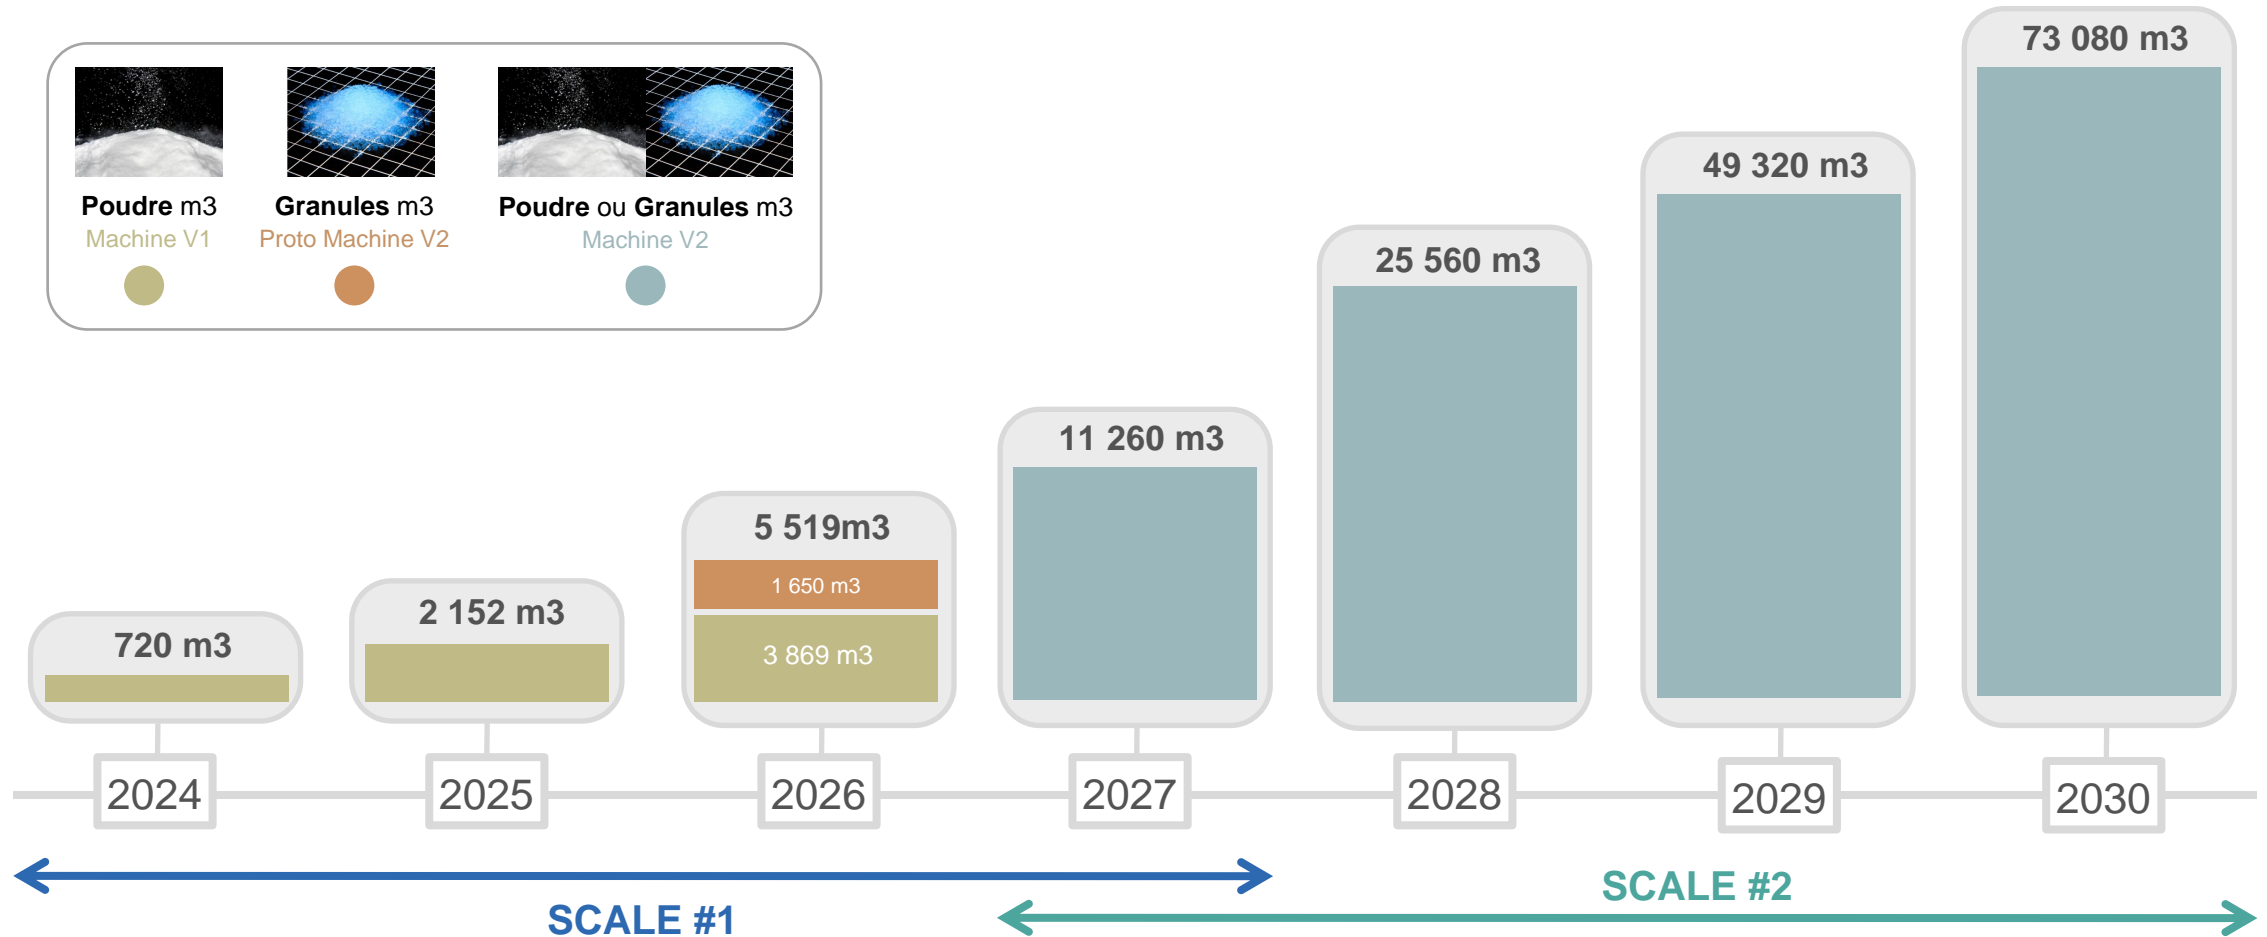 Poudre m3
Machine V1
Granules m3
Proto Machine V2
Poudre ou Granules m3
Machine V2
720 m3
2 152 m3
5 519m3
1 650 m3
3 869 m3
11 260 m3
25 560 m3
49 320 m3
73 080 m3
2024
2025
2026
2027
2028
2029
2030
SCALE #1
SCALE #2